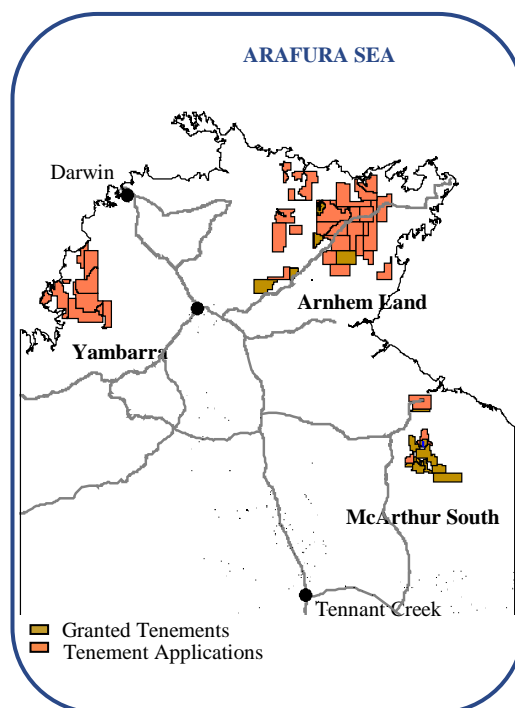 ARAFURA SEA
Darwin
Arnhem Land
Yambarra
McArthur South
Tennant Creek
Granted Tenements
Tenement Applications